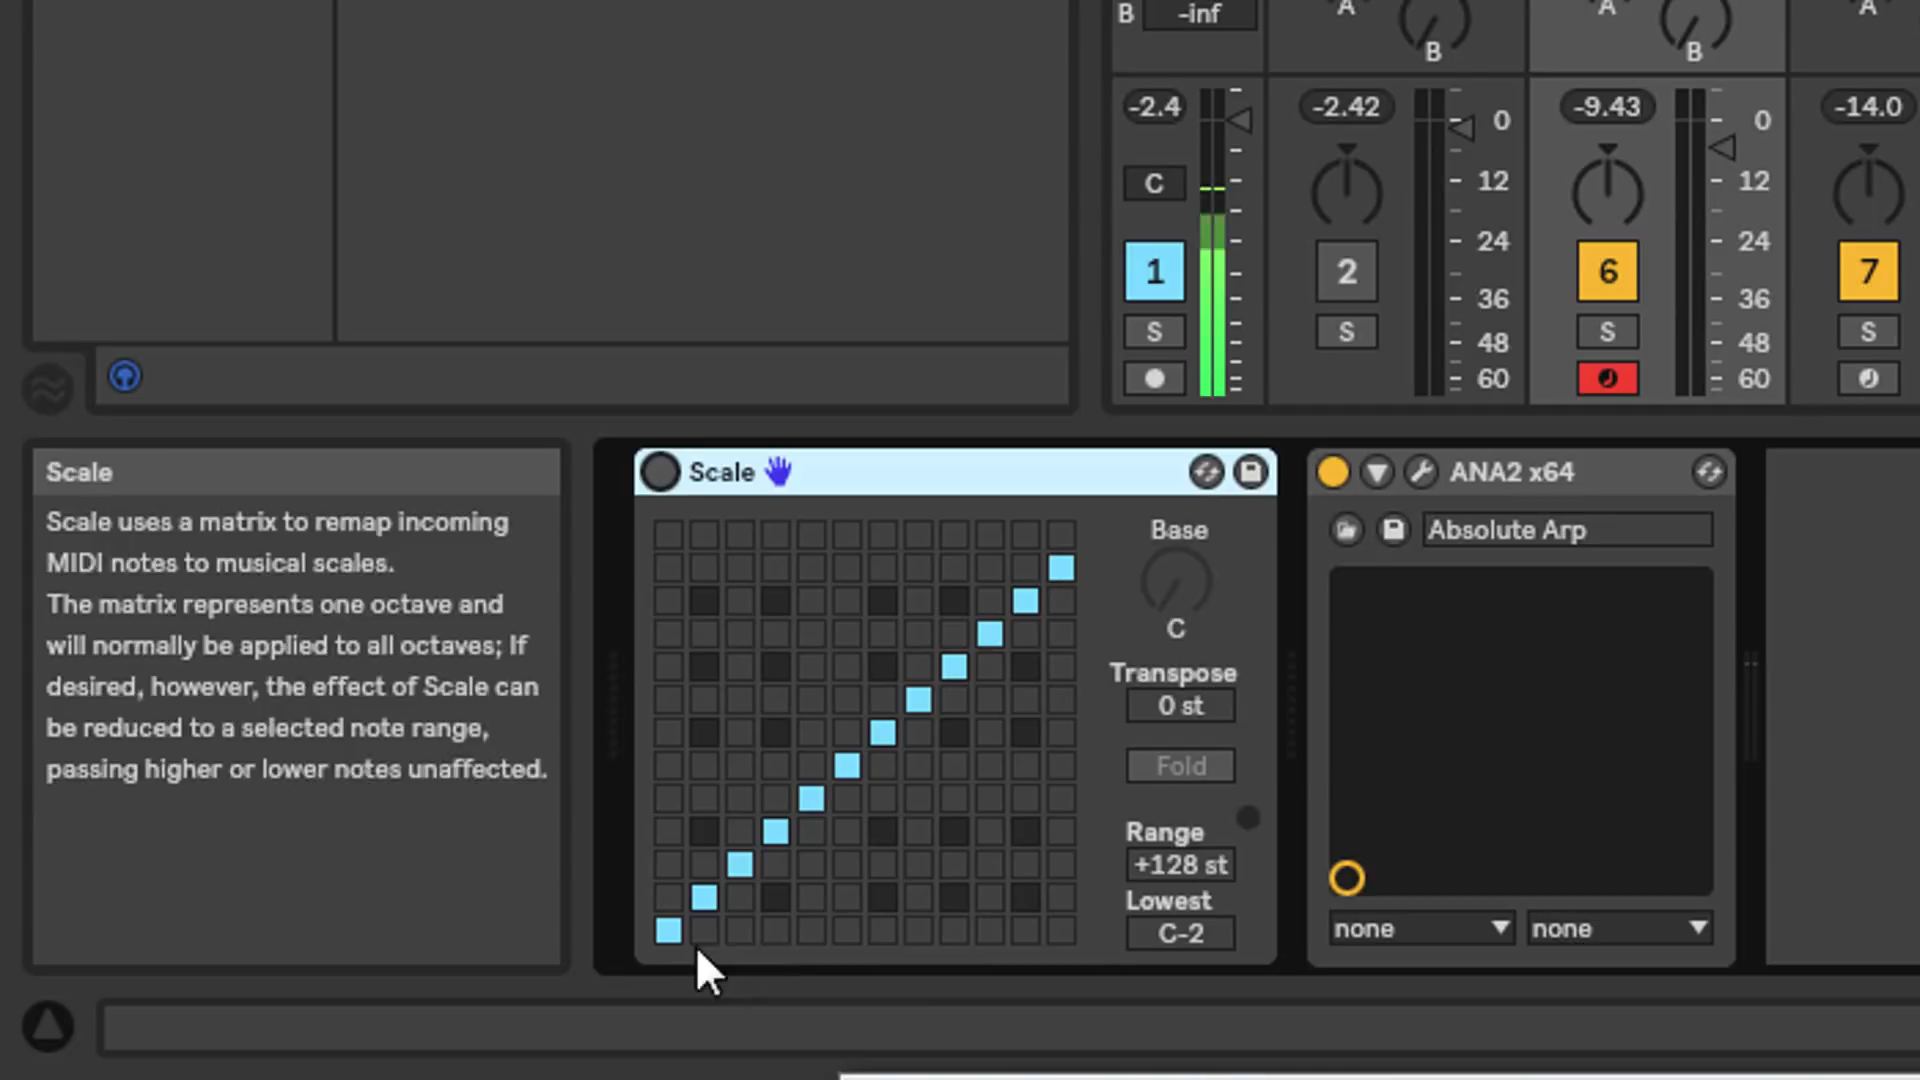 B -inf A B A B A
-2.4 -2.42 0 -9.43 0 -14.0
C 12 12
24 24
1 2 6 7
36 36
S S S S
48 48
60 60
Scale
Scale uses a matrix to remap incoming
MIDI notes to musical scales.
The matrix represents one octave and
will normally be applied to all octaves; If
desired, however, the effect of Scale can
be reduced to a selected note range,
passing higher or lower notes unaffected.
Scale
Base
C
Transpose
0 st
Fold
Range
+128 st
Lowest
C-2
ANA2 x64
Absolute Arp
none none